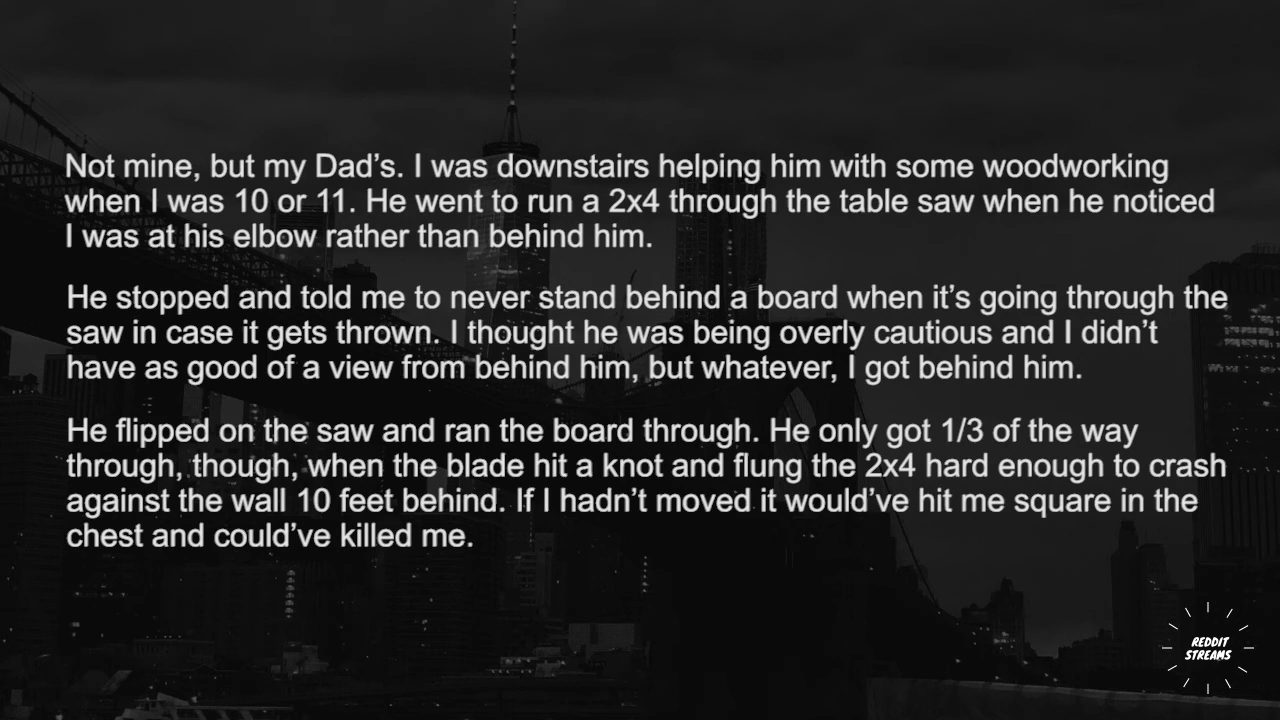 Not mine, but my Dad’s. I was downstairs helping him with some woodworking
when I was 10 or 11. He went to run a 2x4 through the table saw when he noticed
I was at his elbow rather than behind him.
He stopped and told me to never stand behind a board when it’s going through the
saw in case it gets thrown. I thought he was being overly cautious and I didn’t
have as good of a view from behind him, but whatever, I got behind him.
He flipped on the saw and ran the board through. He only got 1/3 of the way
through, though, when the blade hit a knot and flung the 2x4 hard enough to crash
against the wall 10 feet behind. If I hadn’t moved it would’ve hit me square in the
chest and could’ve killed me.
REDDIT
STREAMS